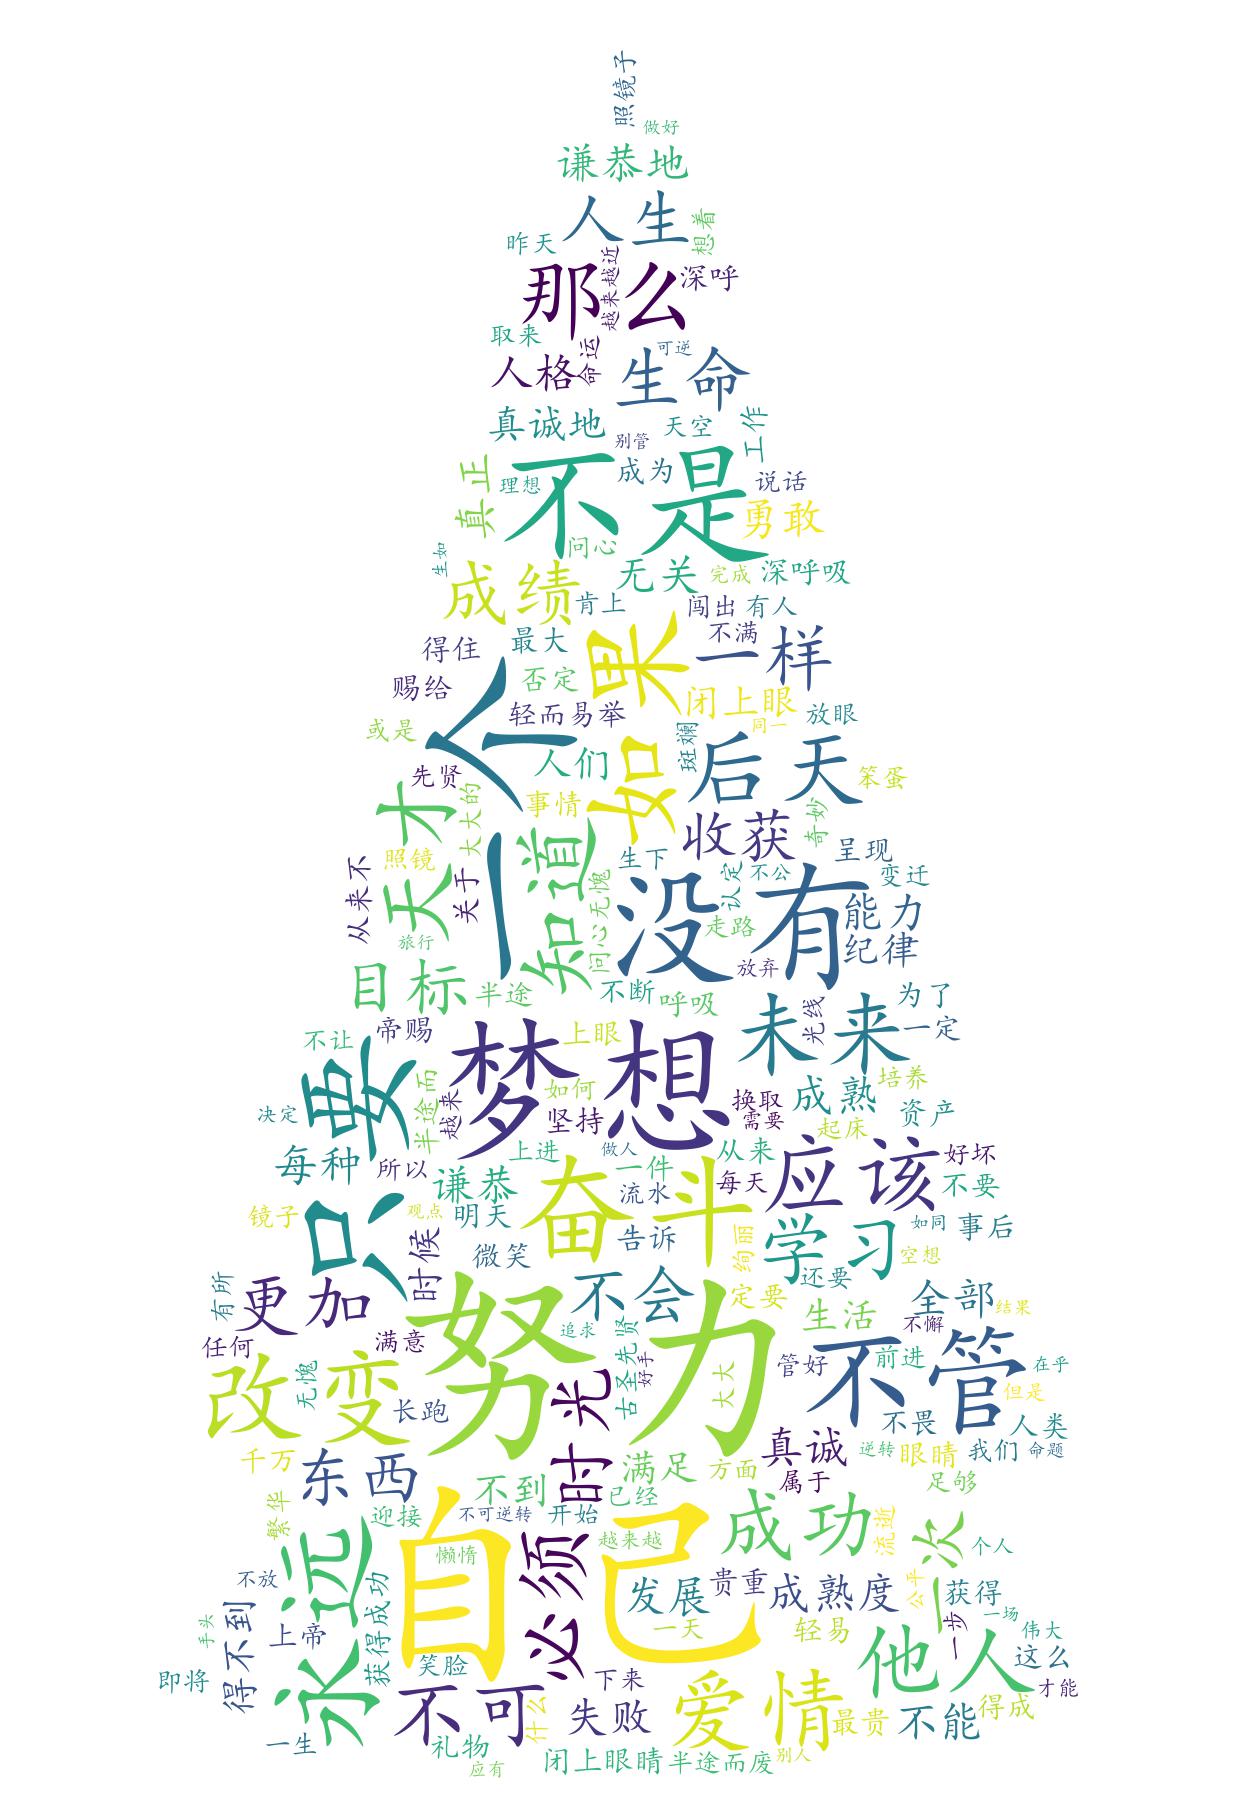 照镜子
做好
谦恭地
人生
想着
昨天
那么
越来越近
深呼
取来
命运
可逆
人格
生命
真诚地
天空
工作
别管
真正
理想
不是
成为
说话
勇敢
问心
生如
成绩
无关
完成
深呼吸
肯上
闯出
有人
得住
最大
如果
不满
一样
赐给
否定
闭上眼
一个
轻而易举
同一
放眼
或是
人们
斑斓
后天
先贤
笨蛋
天才
大大的
事情
收获
奇妙
照镜
知道
生下
呈现
从来不
关于
问心无愧
没有
认定
不公
变迁
能力
旅行
走路
纪律
放弃
目标
半途
不断
呼吸
未来
光线
为了
一定
不让
帝赐
梦想
上眼
只要
半途而
越来
如何
坚持
换取
需要
成熟
培养
决定
资产
起床
每种
所以
上进
做人
从来
应该
好坏
谦恭
奋斗
一件
每天
流水
不要
镜子
观点
明天
告诉
绚丽
学习
如同
事后
时候
微笑
还要
空想
有所
更加
不会
定要
生活
全部
结果
任何
满意
努力
追求
古圣先贤
好手
不懈
不管
管好
前进
在乎
改变
无愧
长跑
时光
大大
但是
不畏
人类
千万
东西
真诚
逆转
眼睛
我们
命题
不到
满足
方面
属于
足够
繁华
迎接
自己
不可逆转
开始
已经
成功
流逝
一次
永远
懒惰
必须
越来越
个人
不放
获得成功
发展
贵重
成熟度
公平
获得
手头
得不到
上帝
一天
轻易
他人
一步
一场
伟大
这么
即将
笑脸
下来
才能
不可
什么
失败
爱情
最贵
不能
得成
一生
礼物
应有
闭上眼睛
半途而废
别人